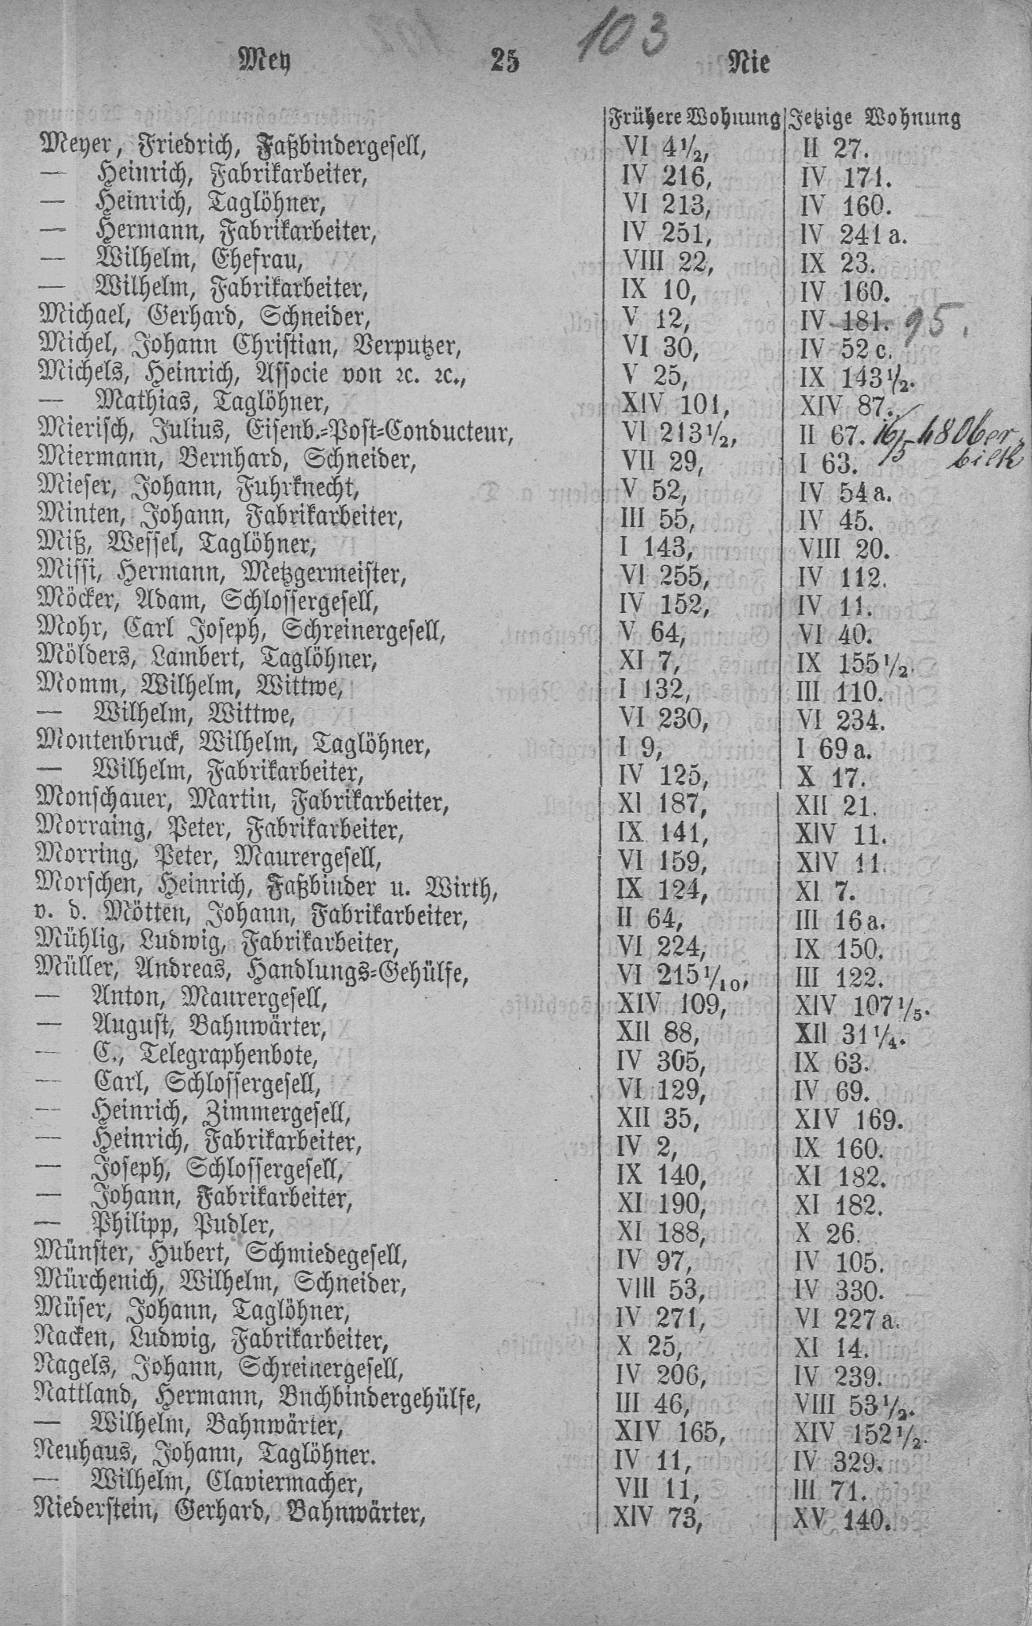 103
Mey 25 Nie
Frühere Wohnung Jetzige Wohnung
Meyer, Friedrich, Faßbindergesell, VI 4½, II 27.
— Heinrich, Fabrikarbeiter, IV 216, IV 171.
— Heinrich, Taglöhner, VI 213, IV 160.
— Hermann, Fabrikarbeiter, IV 251, IV 241 a.
— Wilhelm, Ehefrau, VIII 22, IX 23.
— Wilhelm, Fabrikarbeiter, IX 10, IV 160.
Michael, Gerhard, Schneider, V 12, IV 181. 95.
Michel, Johann Christian, Verputzer, VI 30, IV 52 c.
Michels, Heinrich, Associe von ꝛc. ꝛc., V 25, IX 143½.
— Mathias, Taglöhner, XIV 101, XIV 87.
Mierisch, Julius, Eisenb.-Post-Conducteur, VI 213½, II 67. 16/5 48 Ober-
Miermann, Bernhard, Schneider, VII 29, I 63. bilk
Mieser, Johann, Fuhrknecht, V 52, IV 54 a.
Minten, Johann, Fabrikarbeiter, III 55, IV 45.
Miß, Wessel, Taglöhner, I 143, VIII 20.
Missi, Hermann, Metzgermeister, VI 255, IV 112.
Möcker, Adam, Schlossergesell, IV 152, IV 11.
Mohr, Carl Joseph, Schreinergesell, V 64, VI 40.
Mölders, Lambert, Taglöhner, XI 7, IX 155½.
Momm, Wilhelm, Wittwe, I 132, III 110.
— Wilhelm, Wittwe, VI 230, VI 234.
Montenbruck, Wilhelm, Taglöhner, I 9, I 69 a.
— Wilhelm, Fabrikarbeiter, IV 125, X 17.
Monschauer, Martin, Fabrikarbeiter, XI 187, XII 21.
Morraing, Peter, Fabrikarbeiter, IX 141, XIV 11.
Morring, Peter, Maurergesell, VI 159, XIV 11.
Morschen, Heinrich, Faßbinder u. Wirth, IX 124, XI 7.
v. d. Mötten, Johann, Fabrikarbeiter, II 64, III 16 a.
Mühlig, Ludwig, Fabrikarbeiter, VI 224, IX 150.
Müller, Andreas, Handlungs-Gehülfe, VI 215 1/10, III 122.
— Anton, Maurergesell, XIV 109, XIV 107 1/5.
— August, Bahnwärter, XII 88, XII 31¼.
— C., Telegraphenbote, IV 305, IX 63.
— Carl, Schlossergesell, VI 129, IV 69.
— Heinrich, Zimmergesell, XII 35, XIV 169.
— Heinrich, Fabrikarbeiter, IV 2, IX 160.
— Joseph, Schlossergesell, IX 140, XI 182.
— Johann, Fabrikarbeiter, XI 190, XI 182.
— Philipp, Pudler, XI 188, X 26.
Münster, Hubert, Schmiedegesell, IV 97, IV 105.
Mürchenich, Wilhelm, Schneider, VIII 53, IV 330.
Müser, Johann, Taglöhner, IV 271, VI 227 a.
Nacken, Ludwig, Fabrikarbeiter, X 25, XI 14.
Nagels, Johann, Schreinergesell, IV 206, IV 239.
Nattland, Hermann, Buchbindergehülfe, III 46, VIII 53½.
— Wilhelm, Bahnwärter, XIV 165, XIV 152½.
Neuhaus, Johann, Taglöhner. IV 11, IV 329.
— Wilhelm, Claviermacher, VII 11, III 71.
Niederstein, Gerhard, Bahnwärter, XIV 73, XV 140.